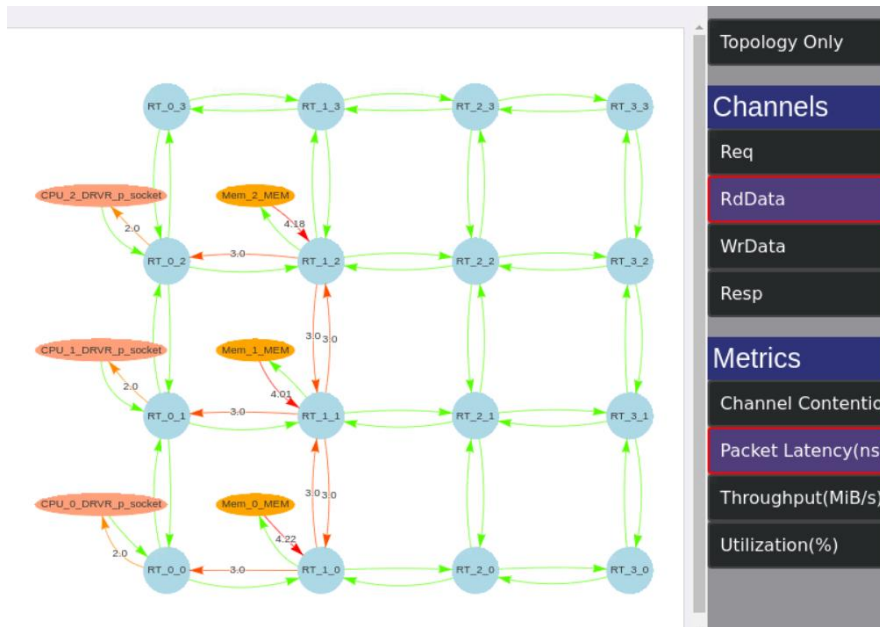 Topology Only
Channels
Req
RdData
WrData
Resp
Metrics
Channel Contentio
Packet Latency(ns
Throughput(MiB/s)
Utilization(%)
RT_0_3
RT_1_3
RT_2_3
RT_3_3
CPU_2_DRVR_p_socket
Mem_2_MEM
2.0
4.18
RT_0_2
3.0
RT_1_2
RT_2_2
RT_3_2
3.0
3.0
CPU_1_DRVR_p_socket
Mem_1_MEM
2.0
4.01
RT_0_1
3.0
RT_1_1
RT_2_1
RT_3_1
3.0
3.0
CPU_0_DRVR_p_socket
Mem_0_MEM
2.0
4.22
RT_0_0
3.0
RT_1_0
RT_2_0
RT_3_0